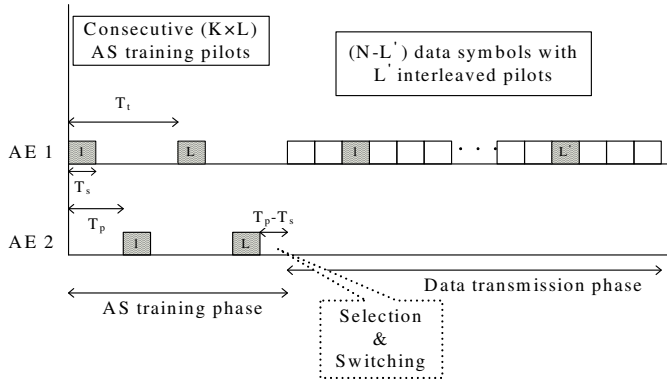 Consecutive (K×L)
AS training pilots
(N-L') data symbols with
L' interleaved pilots
T_t
AE 1
1
L
1
. . .
L'
T_s
T_p
T_p-T_s
AE 2
1
L
AS training phase
Data transmission phase
Selection
&
Switching